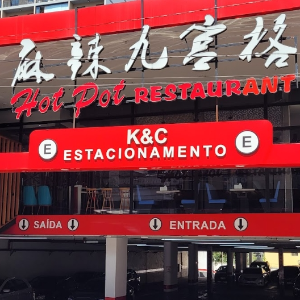 麻辣九宫格
Hot Pot RESTAURANT
E K&C E
ESTACIONAMENTO
SAÍDA ENTRADA